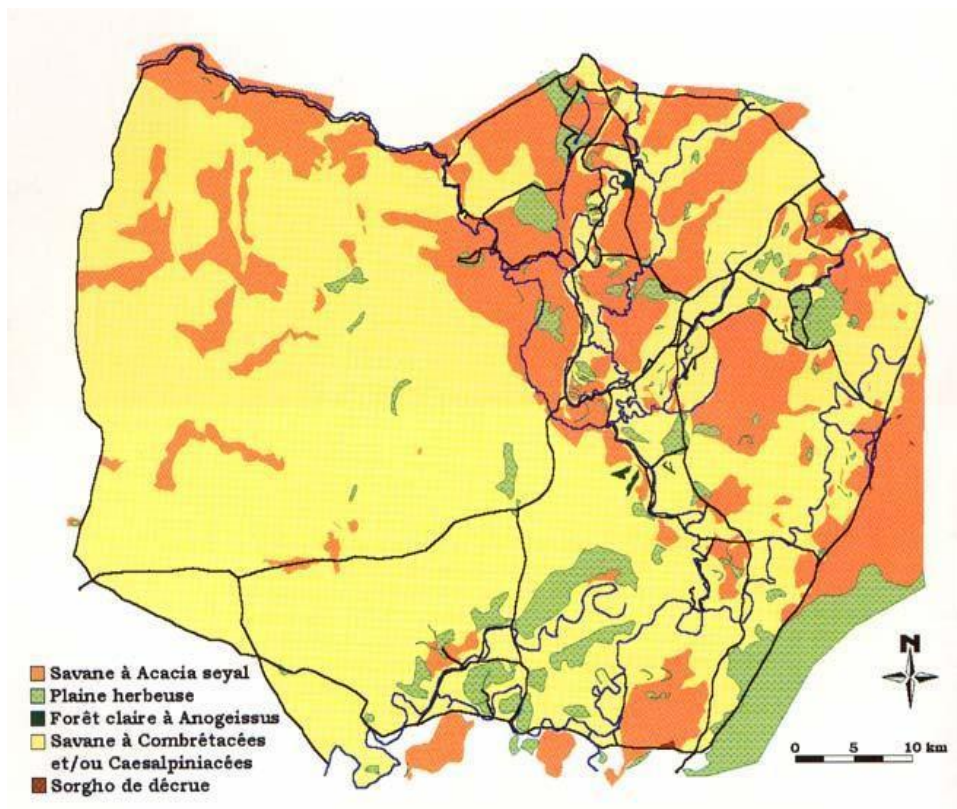 Savane à Acacia seyal
Plaine herbeuse
Forêt claire à Anogeissus
Savane à Combrétacées
et/ou Caesalpiniacées
Sorgho de décrue
N
0 5 10 km